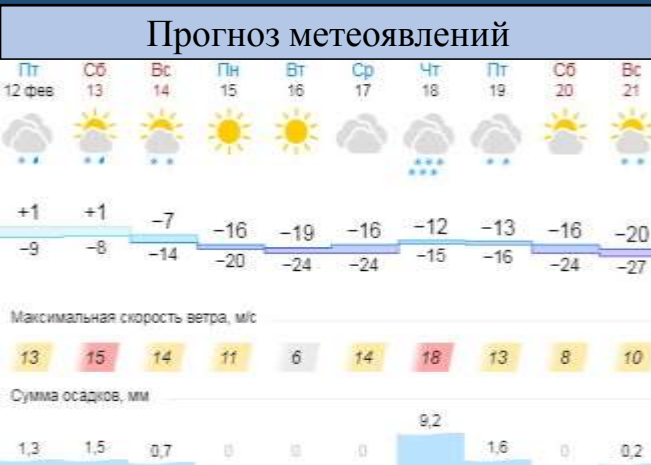 Прогноз метеоявлений
Пт Сб Вс Пн Вт Ср Чт Пт Сб Вс
12 фев 13 14 15 16 17 18 19 20 21
+1 +1 −7 −16 −19 −16 −12 −13 −16 −20
−9 −8 −14 −20 −24 −24 −15 −16 −24 −27
Максимальная скорость ветра, м/с
13 15 14 11 6 14 18 13 8 10
Сумма осадков, мм
1,3 1,5 0,7 0 0 0 9,2 1,6 0 0,2